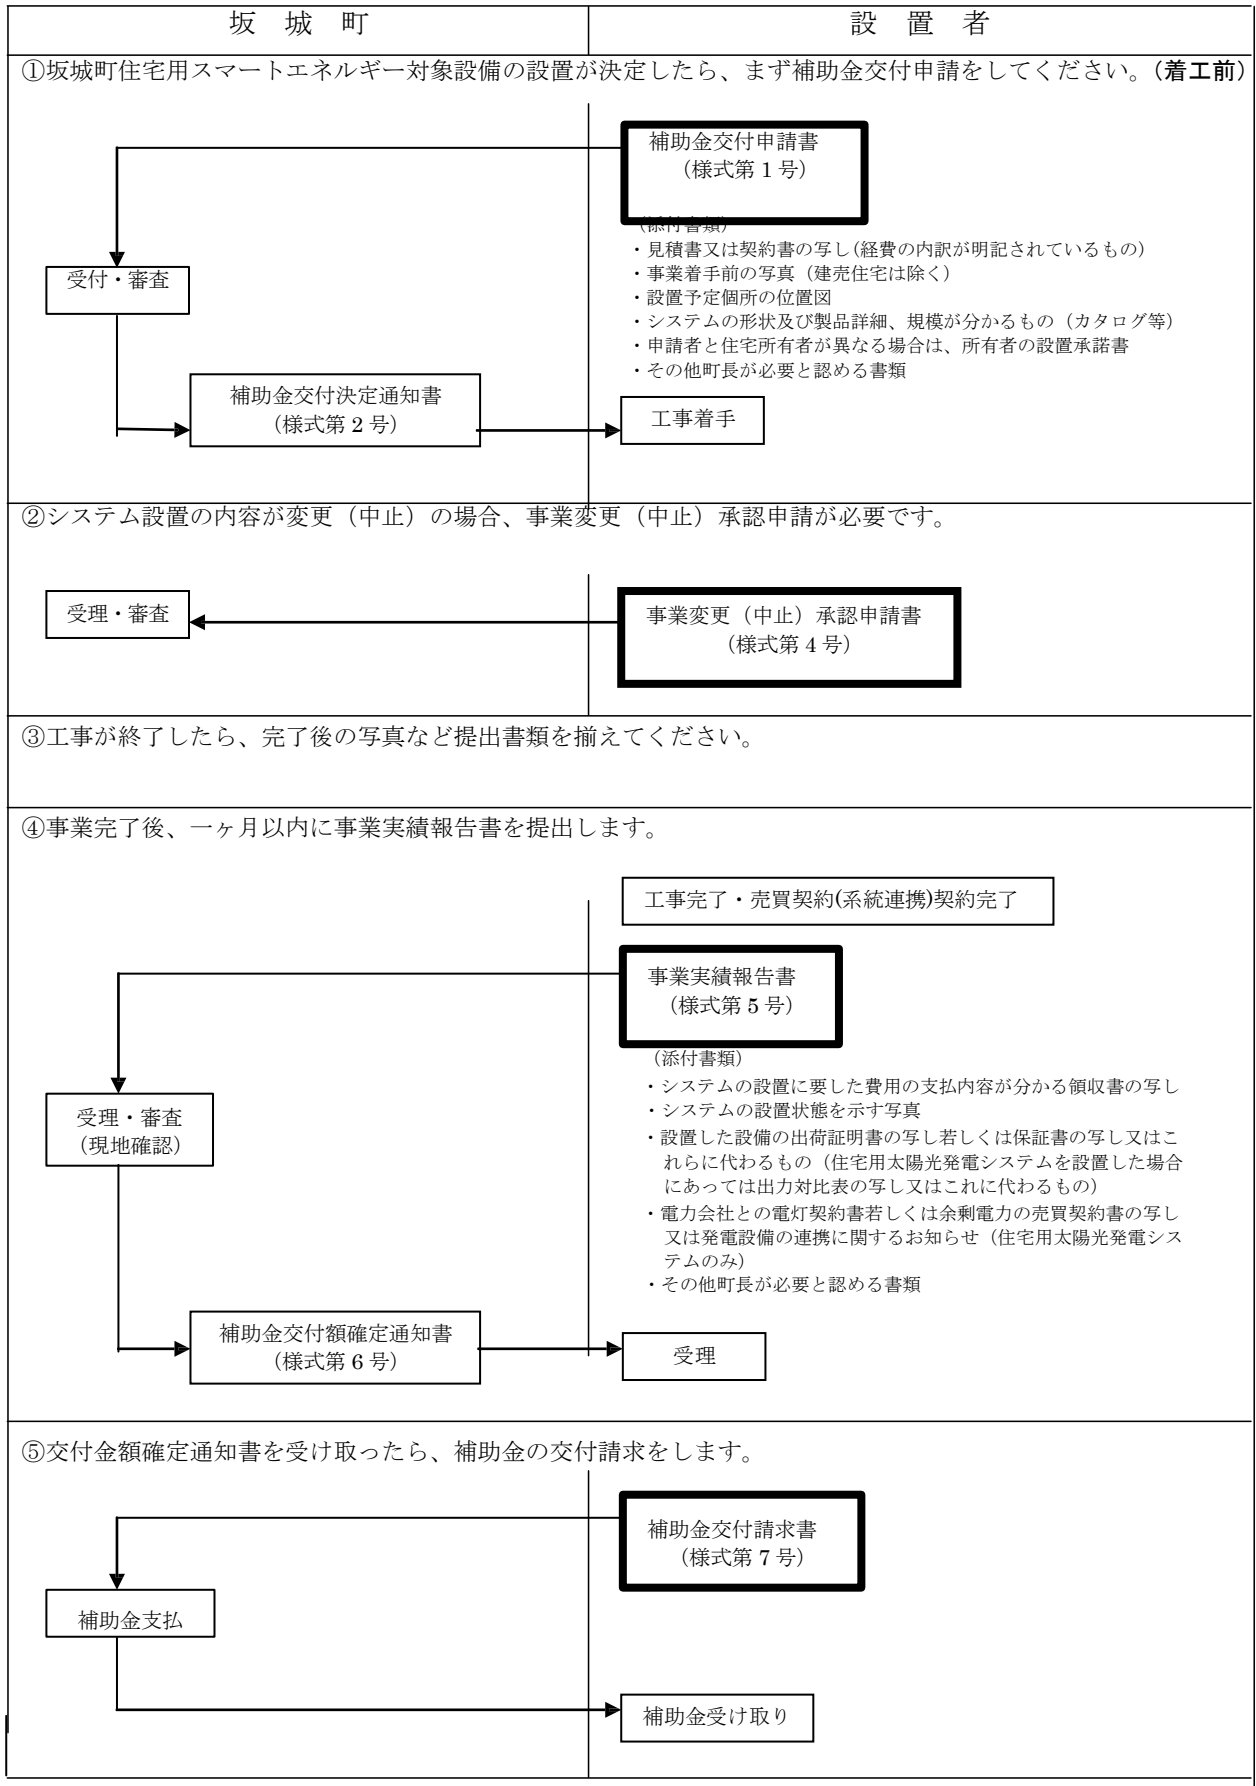 坂　城　町
設　置　者
①坂城町住宅用スマートエネルギー対象設備の設置が決定したら、まず補助金交付申請をしてください。（着工前）
補助金交付申請書
（様式第 1 号）
（添付書類）
・見積書又は契約書の写し(経費の内訳が明記されているもの）
・事業着手前の写真（建売住宅は除く）
・設置予定個所の位置図
・システムの形状及び製品詳細、規模が分かるもの（カタログ等）
・申請者と住宅所有者が異なる場合は、所有者の設置承諾書
・その他町長が必要と認める書類
受付・審査
補助金交付決定通知書
（様式第 2 号）
工事着手
②システム設置の内容が変更（中止）の場合、事業変更（中止）承認申請が必要です。
受理・審査
事業変更（中止）承認申請書
（様式第 4 号）
③工事が終了したら、完了後の写真など提出書類を揃えてください。
④事業完了後、一ヶ月以内に事業実績報告書を提出します。
工事完了・売買契約(系統連携)契約完了
事業実績報告書
（様式第 5 号）
（添付書類）
・システムの設置に要した費用の支払内容が分かる領収書の写し
・システムの設置状態を示す写真
・設置した設備の出荷証明書の写し若しくは保証書の写し又はこ
れらに代わるもの（住宅用太陽光発電システムを設置した場合
にあっては出力対比表の写し又はこれに代わるもの）
・電力会社との電灯契約書若しくは余剰電力の売買契約書の写し
又は発電設備の連携に関するお知らせ（住宅用太陽光発電シス
テムのみ）
・その他町長が必要と認める書類
受理・審査
（現地確認）
補助金交付額確定通知書
（様式第 6 号）
受理
⑤交付金額確定通知書を受け取ったら、補助金の交付請求をします。
補助金交付請求書
（様式第 7 号）
補助金支払
補助金受け取り